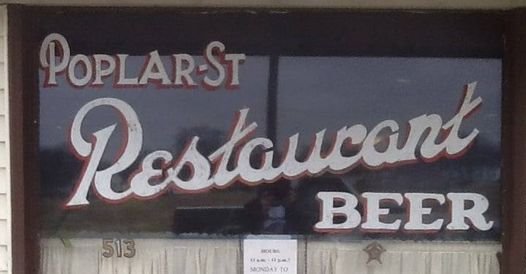 POPLAR-ST
Restaurant
BEER
513
HOURS
MONDAY TO